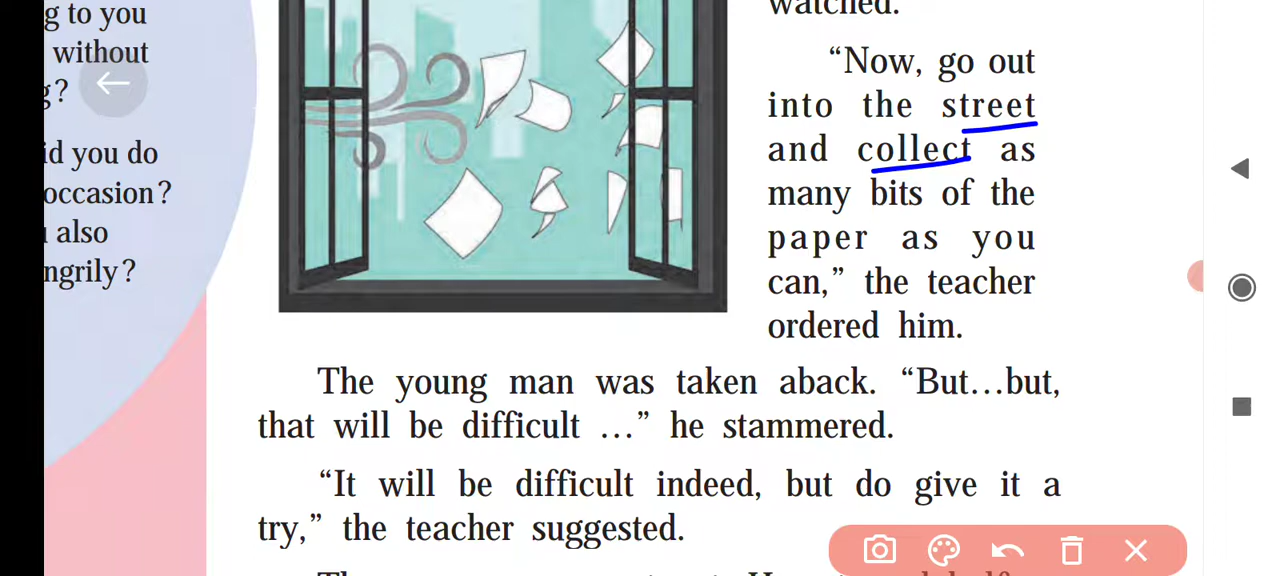 g to you
without
g?
id you do
occasion?
also
ngrily?
watched.
“Now, go out
into the street
and collect as
many bits of the
paper as you
can,” the teacher
ordered him.
The young man was taken aback. “But...but,
that will be difficult ...” he stammered.
“It will be difficult indeed, but do give it a
try,” the teacher suggested.